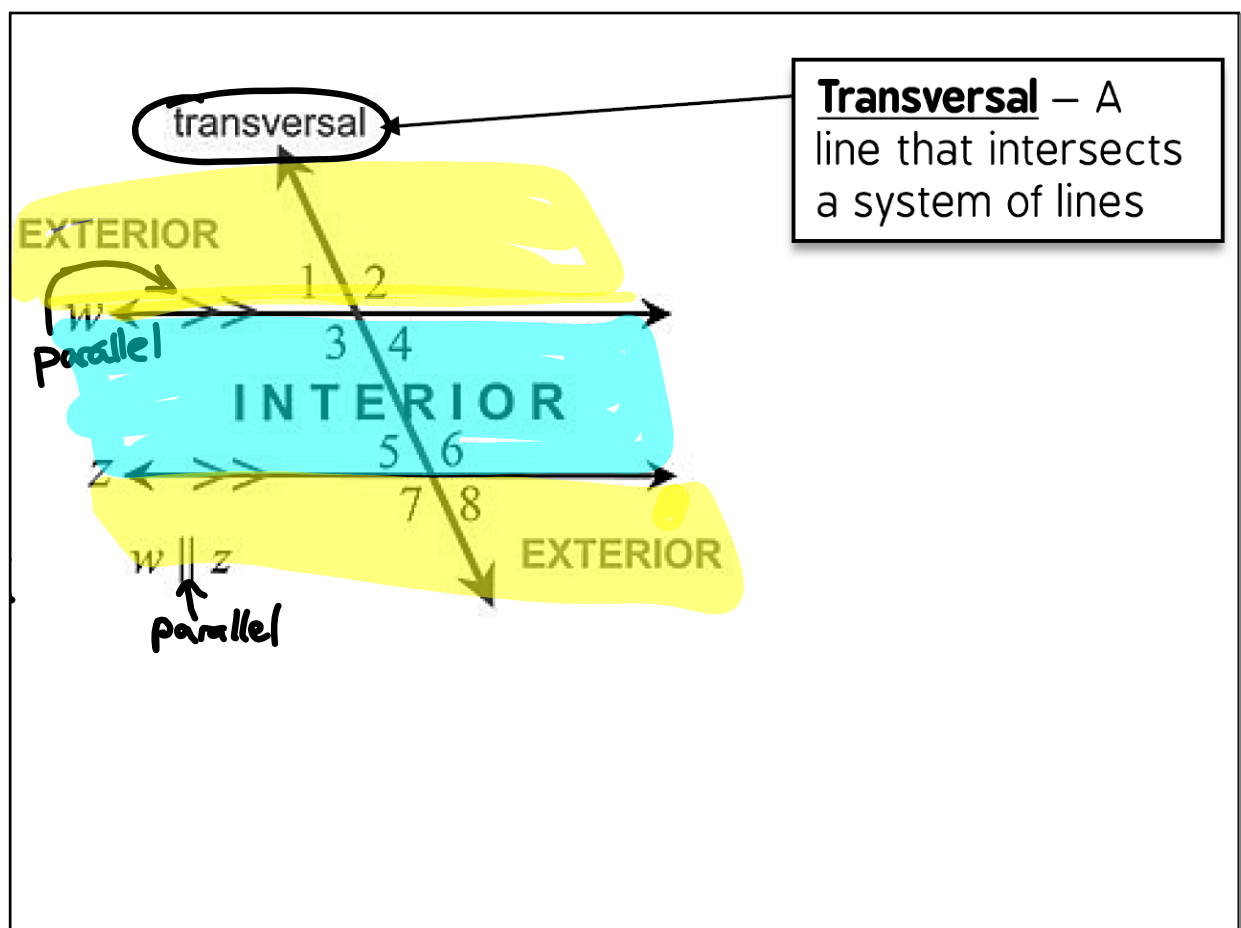 transversal
Transversal – A
line that intersects
a system of lines
EXTERIOR
1 2
w
parallel
3 4
INTERIOR
5 6
z
7 8
w || z
EXTERIOR
parallel